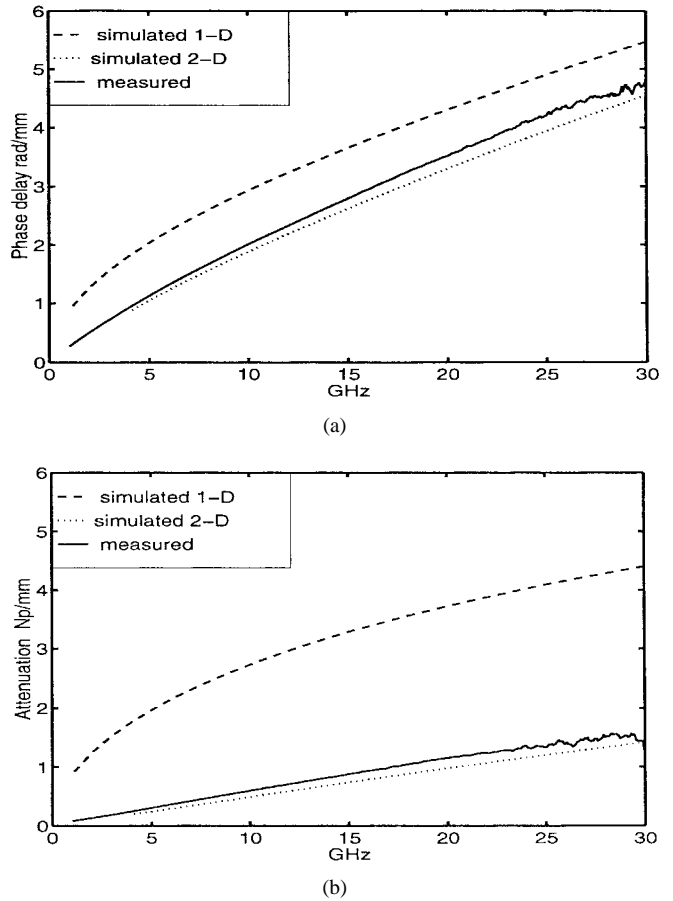 6
5
4
3
2
1
0
Phase delay rad/mm
simulated 1-D
simulated 2-D
measured
0 5 10 15 20 25 30
GHz
(a)
6
5
4
3
2
1
0
Attenuation Np/mm
simulated 1-D
simulated 2-D
measured
0 5 10 15 20 25 30
GHz
(b)